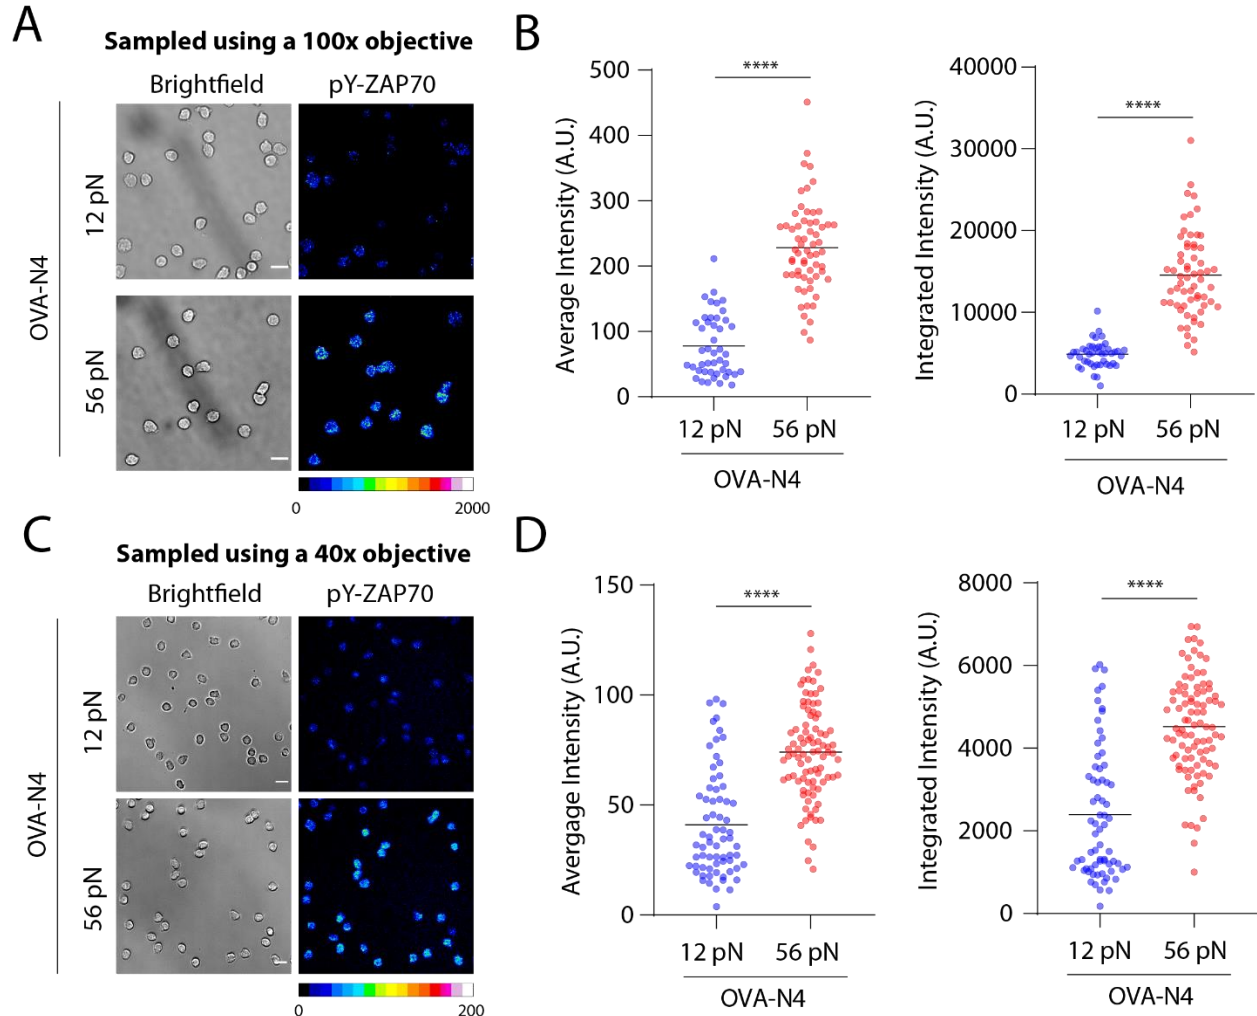 A
Sampled using a 100x objective
Brightfield
pY-ZAP70
OVA-N4
12 pN
56 pN
0
2000
B
Average Intensity (A.U.)
500
400
300
200
100
0
****
12 pN
56 pN
OVA-N4
Integrated Intensity (A.U.)
40000
30000
20000
10000
0
****
12 pN
56 pN
OVA-N4
C
Sampled using a 40x objective
Brightfield
pY-ZAP70
OVA-N4
12 pN
56 pN
0
200
D
Avergage Intensity (A.U.)
150
100
50
0
****
12 pN
56 pN
OVA-N4
Integrated Intensity (A.U.)
8000
6000
4000
2000
0
****
12 pN
56 pN
OVA-N4